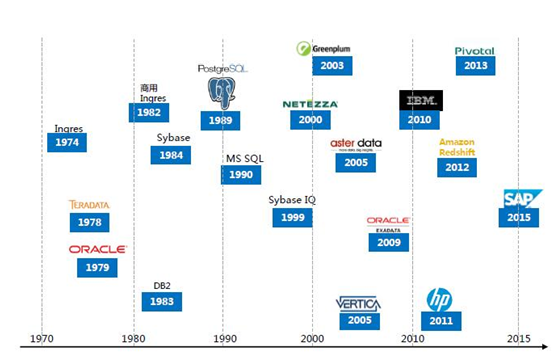 Greenplum
2003
Pivotal
2013
PostgreSQL
1989
商用
Ingres
1982
NETEZZA
2000
IBM
2010
Ingres
1974
Sybase
1984
aster data
2005
Amazon
Redshift
2012
MS SQL
1990
TERADATA
1978
Sybase IQ
1999
SAP
2015
ORACLE
EXADATA
2009
ORACLE
1979
DB2
1983
VERTICA
2005
hp
2011
1970
1980
1990
2000
2010
2015